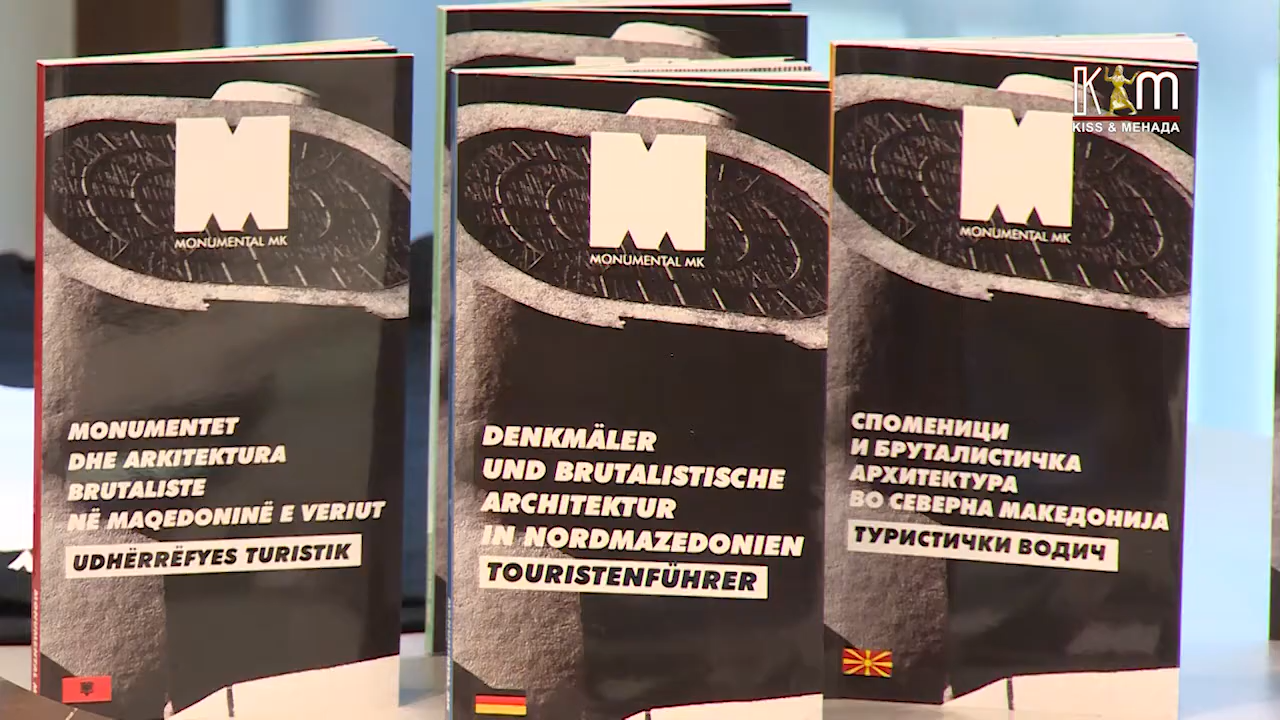 MONUMENTAL MK
MONUMENTET
DHE ARKITEKTURA
BRUTALISTE
NË MAQEDONINË E VERIUT
UDHËRRËFYES TURISTIK
MONUMENTAL MK
DENKMÄLER
UND BRUTALISTISCHE
ARCHITEKTUR
IN NORDMAZEDONIEN
TOURISTENFÜHRER
MONUMENTAL MK
СПОМЕНИЦИ
И БРУТАЛИСТИЧКА
АРХИТЕКТУРА
ВО СЕВЕРНА МАКЕДОНИЈА
ТУРИСТИЧКИ ВОДИЧ
KISS & МЕНАДА